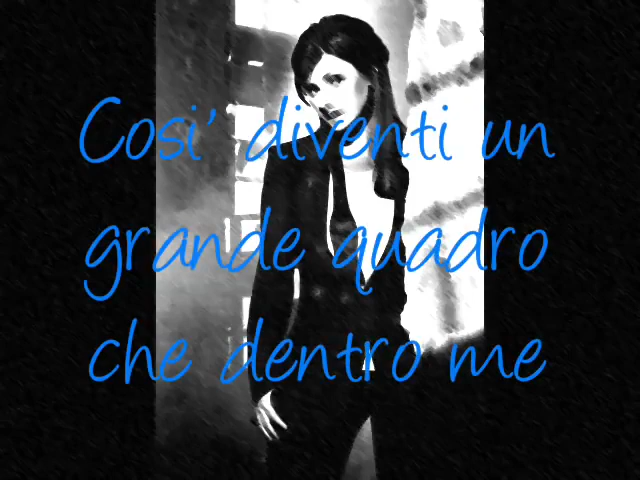 Cosi' diventi un
grande quadro
che dentro me